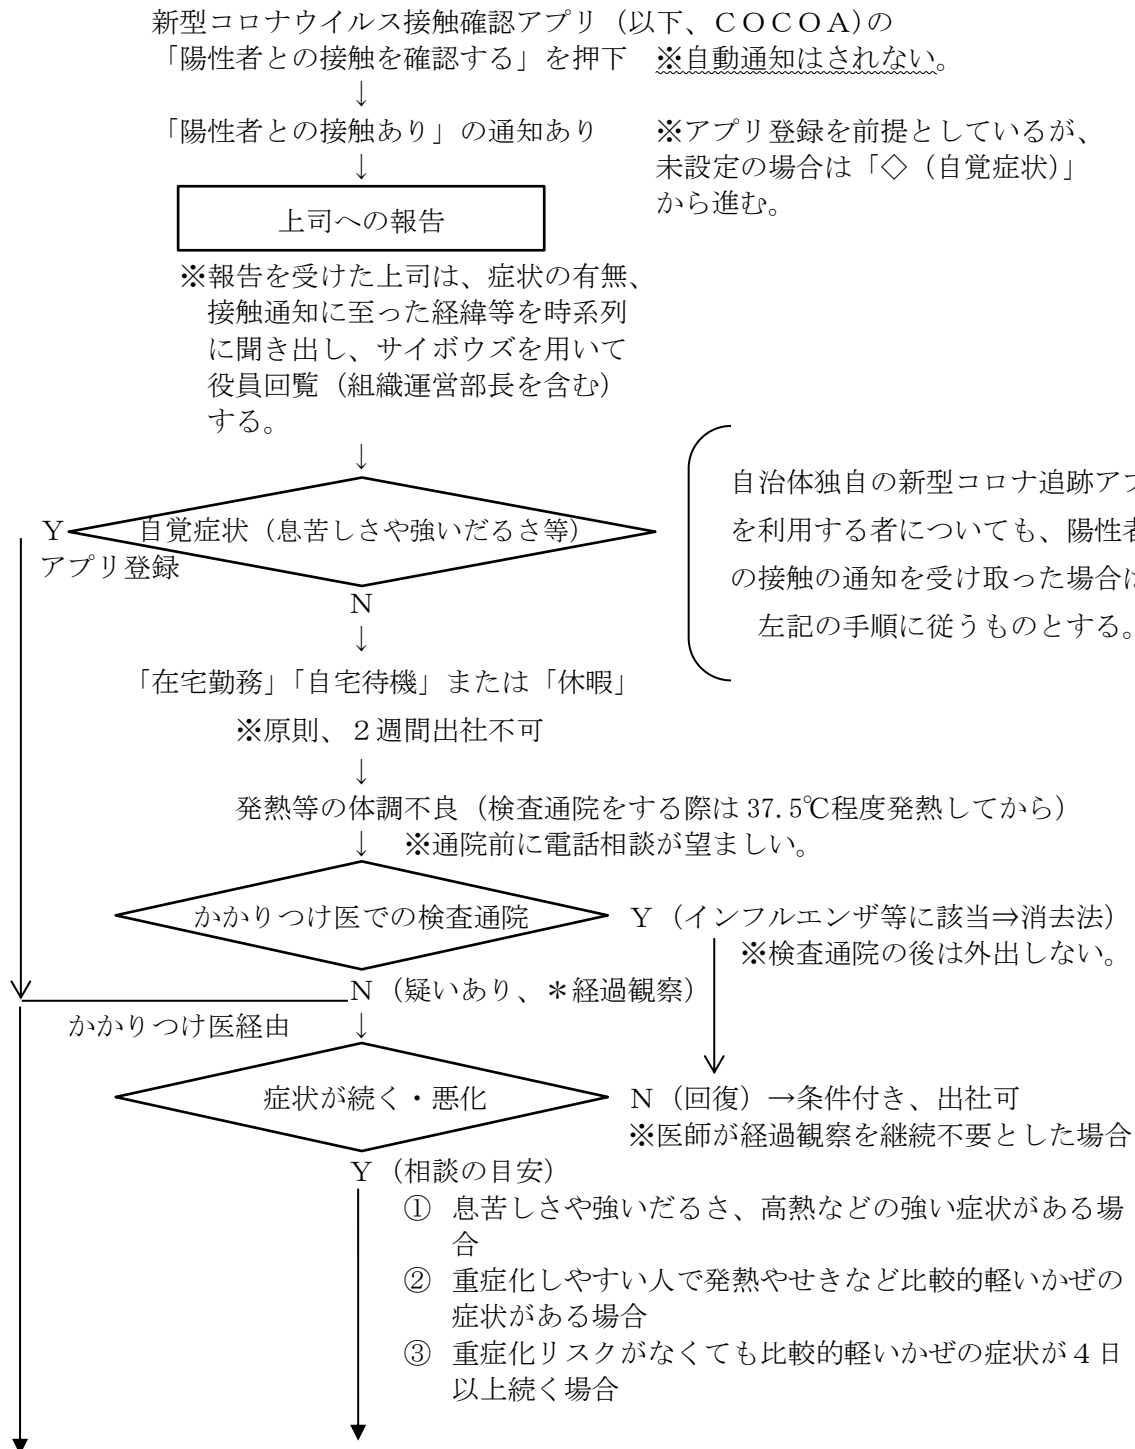 新型コロナウイルス接触確認アプリ（以下、ＣＯＣＯＡ)の
「陽性者との接触を確認する」を押下　※自動通知はされない。
↓
「陽性者との接触あり」の通知あり
※アプリ登録を前提としているが、
未設定の場合は「◇（自覚症状）」
から進む。
↓
上司への報告
※報告を受けた上司は、症状の有無、
接触通知に至った経緯等を時系列
に聞き出し、サイボウズを用いて
役員回覧（組織運営部長を含む）
する。
↓
自治体独自の新型コロナ追跡アプ
を利用する者についても、陽性者
の接触の通知を受け取った場合は
左記の手順に従うものとする。
Ｙ
自覚症状（息苦しさや強いだるさ等）
アプリ登録
Ｎ
↓
「在宅勤務」「自宅待機」または「休暇」
※原則、２週間出社不可
↓
発熱等の体調不良（検査通院をする際は 37.5℃程度発熱してから）
↓　※通院前に電話相談が望ましい。
かかりつけ医での検査通院
Ｙ（インフルエンザ等に該当⇒消去法）
※検査通院の後は外出しない。
Ｎ（疑いあり、＊経過観察）
かかりつけ医経由
↓
症状が続く・悪化
Ｎ（回復）→条件付き、出社可
※医師が経過観察を継続不要とした場合
Ｙ（相談の目安）
①　息苦しさや強いだるさ、高熱などの強い症状がある場
合
②　重症化しやすい人で発熱やせきなど比較的軽いかぜの
症状がある場合
③　重症化リスクがなくても比較的軽いかぜの症状が４日
以上続く場合